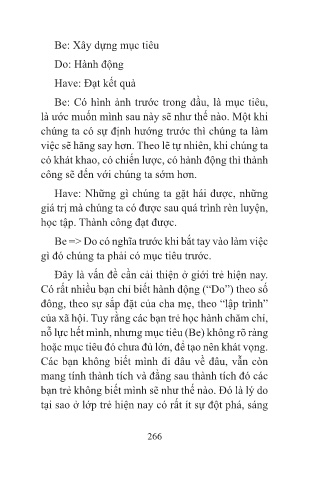 Be: Xây dựng mục tiêu
Do: Hành động
Have: Đạt kết quả
Be: Có hình ảnh trước trong đầu, là mục tiêu,
là ước muốn mình sau này sẽ như thế nào. Một khi
chúng ta có sự định hướng trước thì chúng ta làm
việc sẽ hăng say hơn. Theo lẽ tự nhiên, khi chúng ta
có khát khao, có chiến lược, có hành động thì thành
công sẽ đến với chúng ta sớm hơn.
Have: Những gì chúng ta gặt hái được, những
giá trị mà chúng ta có được sau quá trình rèn luyện,
học tập. Thành công đạt được.
Be => Do có nghĩa trước khi bắt tay vào làm việc
gì đó chúng ta phải có mục tiêu trước.
Đây là vấn đề cần cải thiện ở giới trẻ hiện nay.
Có rất nhiều bạn chỉ biết hành động (“Do”) theo số
đông, theo sự sắp đặt của cha mẹ, theo “lập trình”
của xã hội. Tuy rằng các bạn trẻ học hành chăm chỉ,
nỗ lực hết mình, nhưng mục tiêu (Be) không rõ ràng
hoặc mục tiêu đó chưa đủ lớn, để tạo nên khát vọng.
Các bạn không biết mình đi đâu về đâu, vẫn còn
mang tính thành tích và đằng sau thành tích đó các
bạn trẻ không biết mình sẽ như thế nào. Đó là lý do
tại sao ở lớp trẻ hiện nay có rất ít sự đột phá, sáng
266